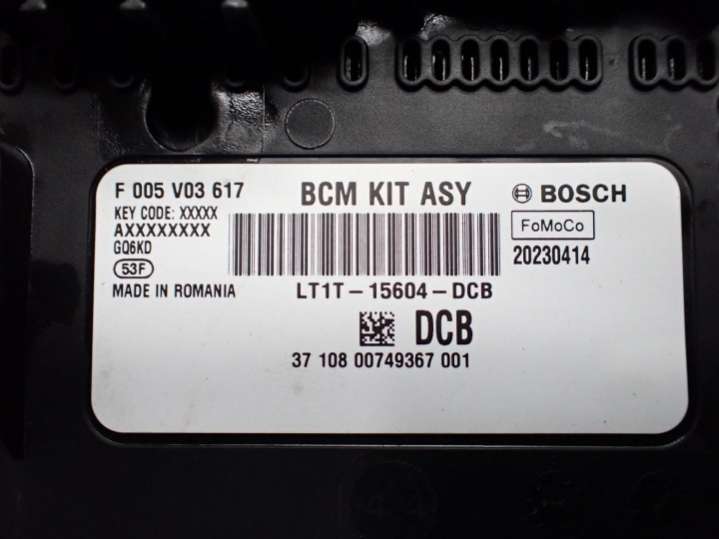 F 005 V03 617
BCM KIT ASY
BOSCH
KEY CODE: XXXXX
AXXXXXXXX
GQ6KD
53F
MADE IN ROMANIA
FoMoCo
20230414
LT1T-15604-DCB
DCB
37 108 00749367 001